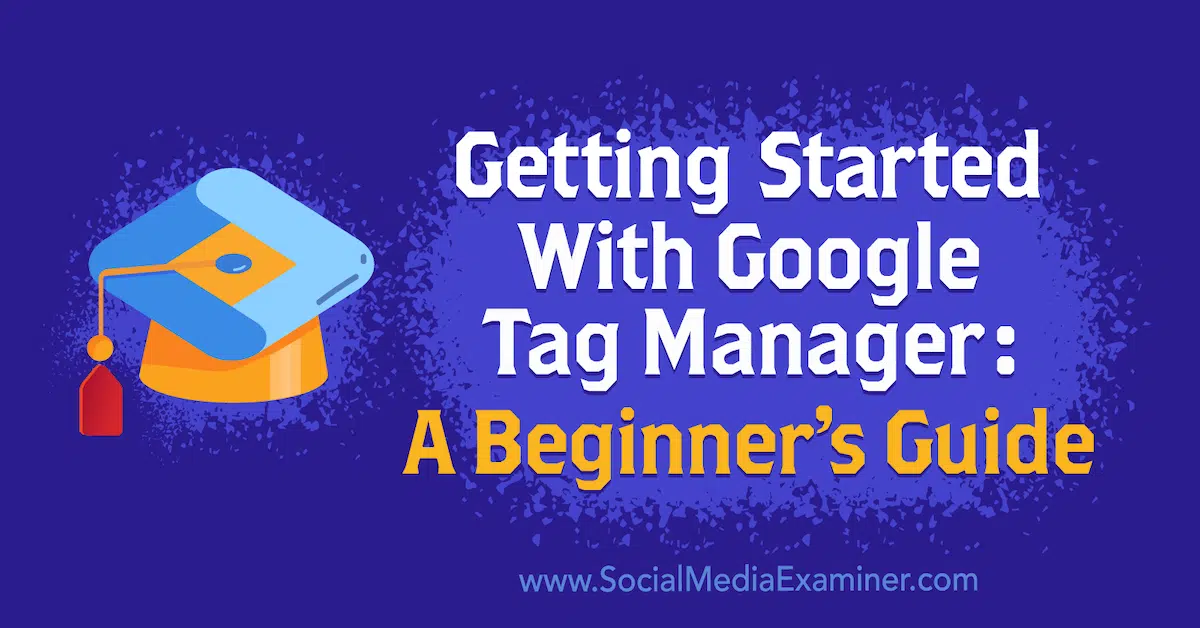 Getting Started
With Google
Tag Manager:
A Beginner's Guide
www.SocialMediaExaminer.com